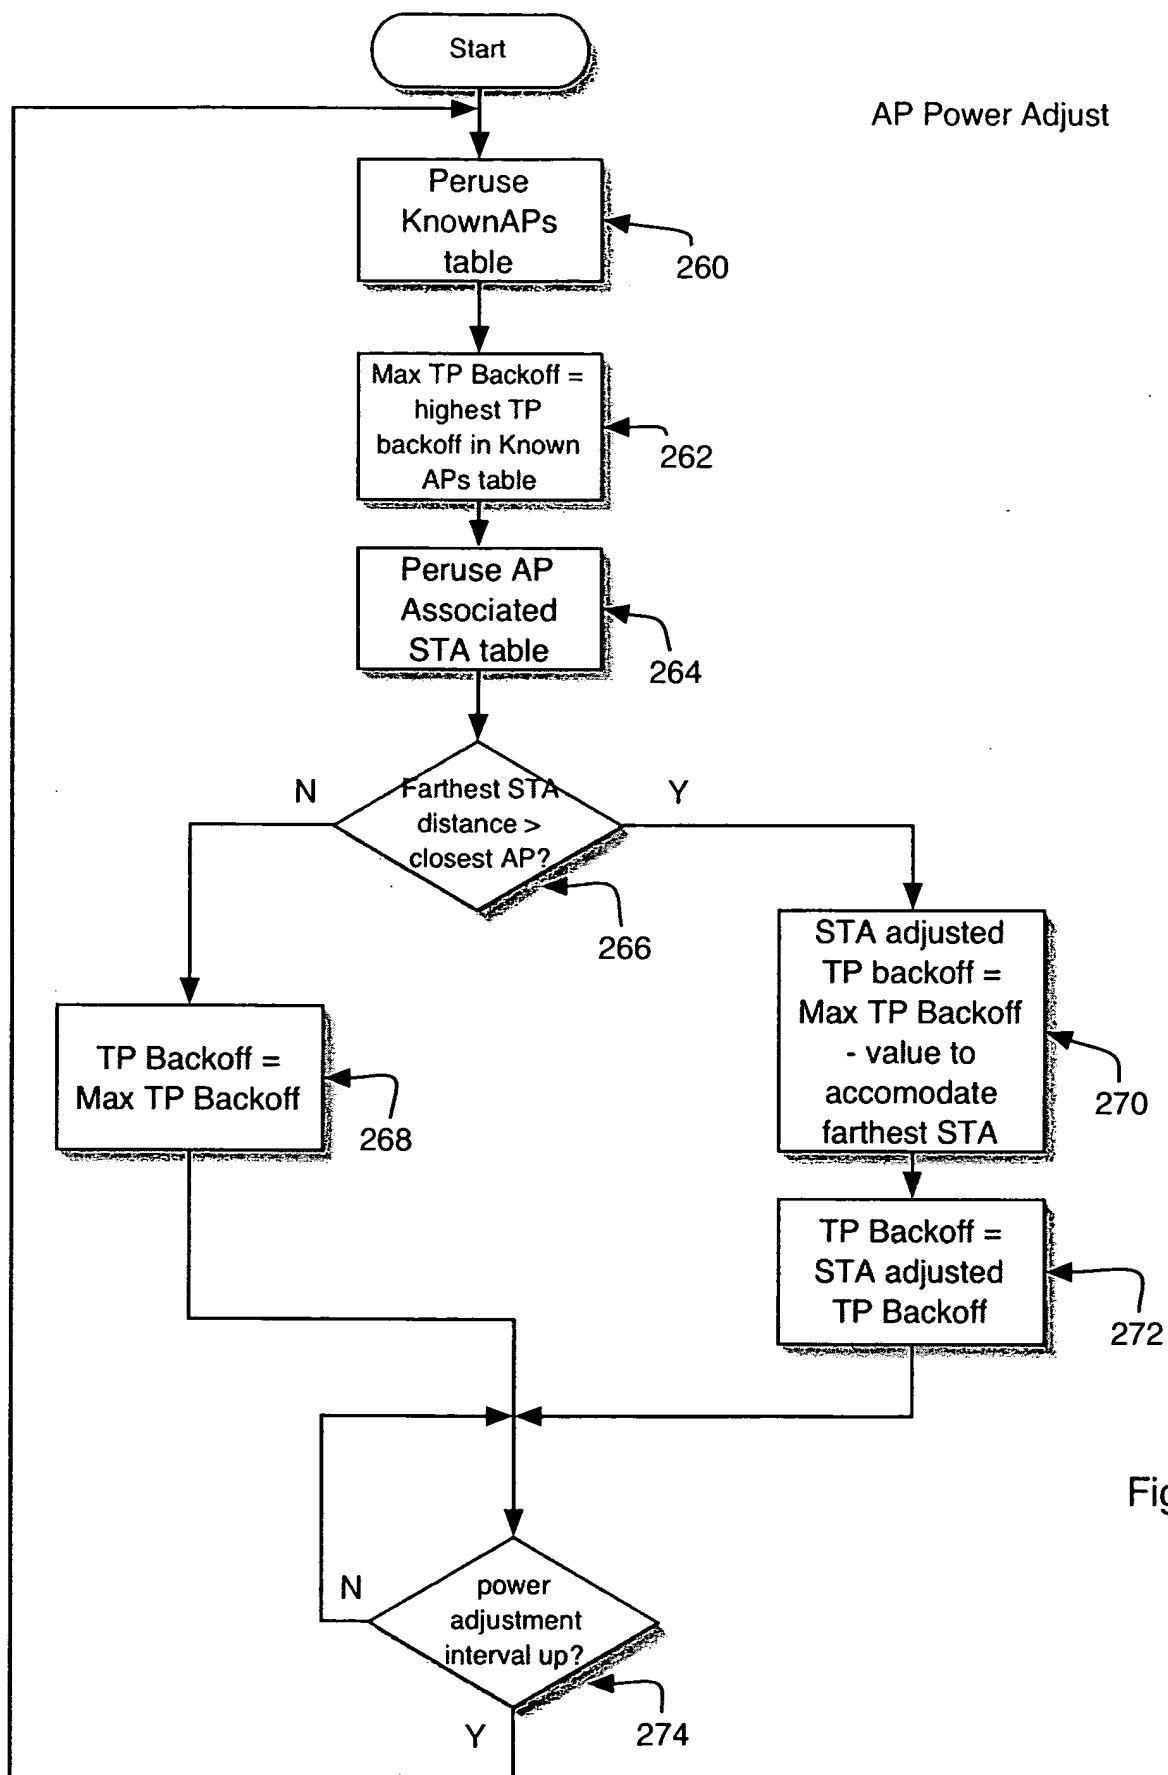 Start
AP Power Adjust
Peruse
KnownAPs
table
260
Max TP Backoff =
highest TP
backoff in Known
APs table
262
Peruse AP
Associated
STA table
264
N
Farthest STA
distance >
closest AP?
Y
266
STA adjusted
TP backoff =
Max TP Backoff
- value to
accomodate
farthest STA
270
TP Backoff =
Max TP Backoff
268
TP Backoff =
STA adjusted
TP Backoff
272
Fig
N
power
adjustment
interval up?
274
Y